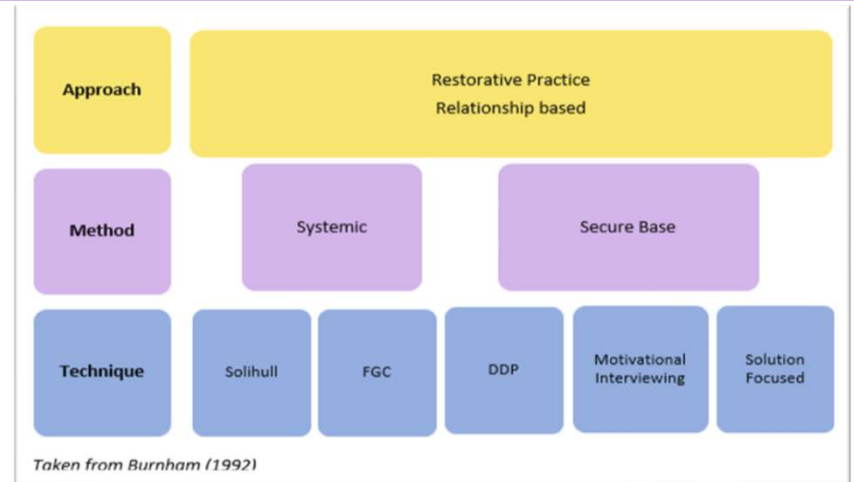 Approach
Restorative Practice
Relationship based
Method
Systemic
Secure Base
Technique
Solihull
FGC
DDP
Motivational
Interviewing
Solution
Focused
Taken from Burnham (1992)